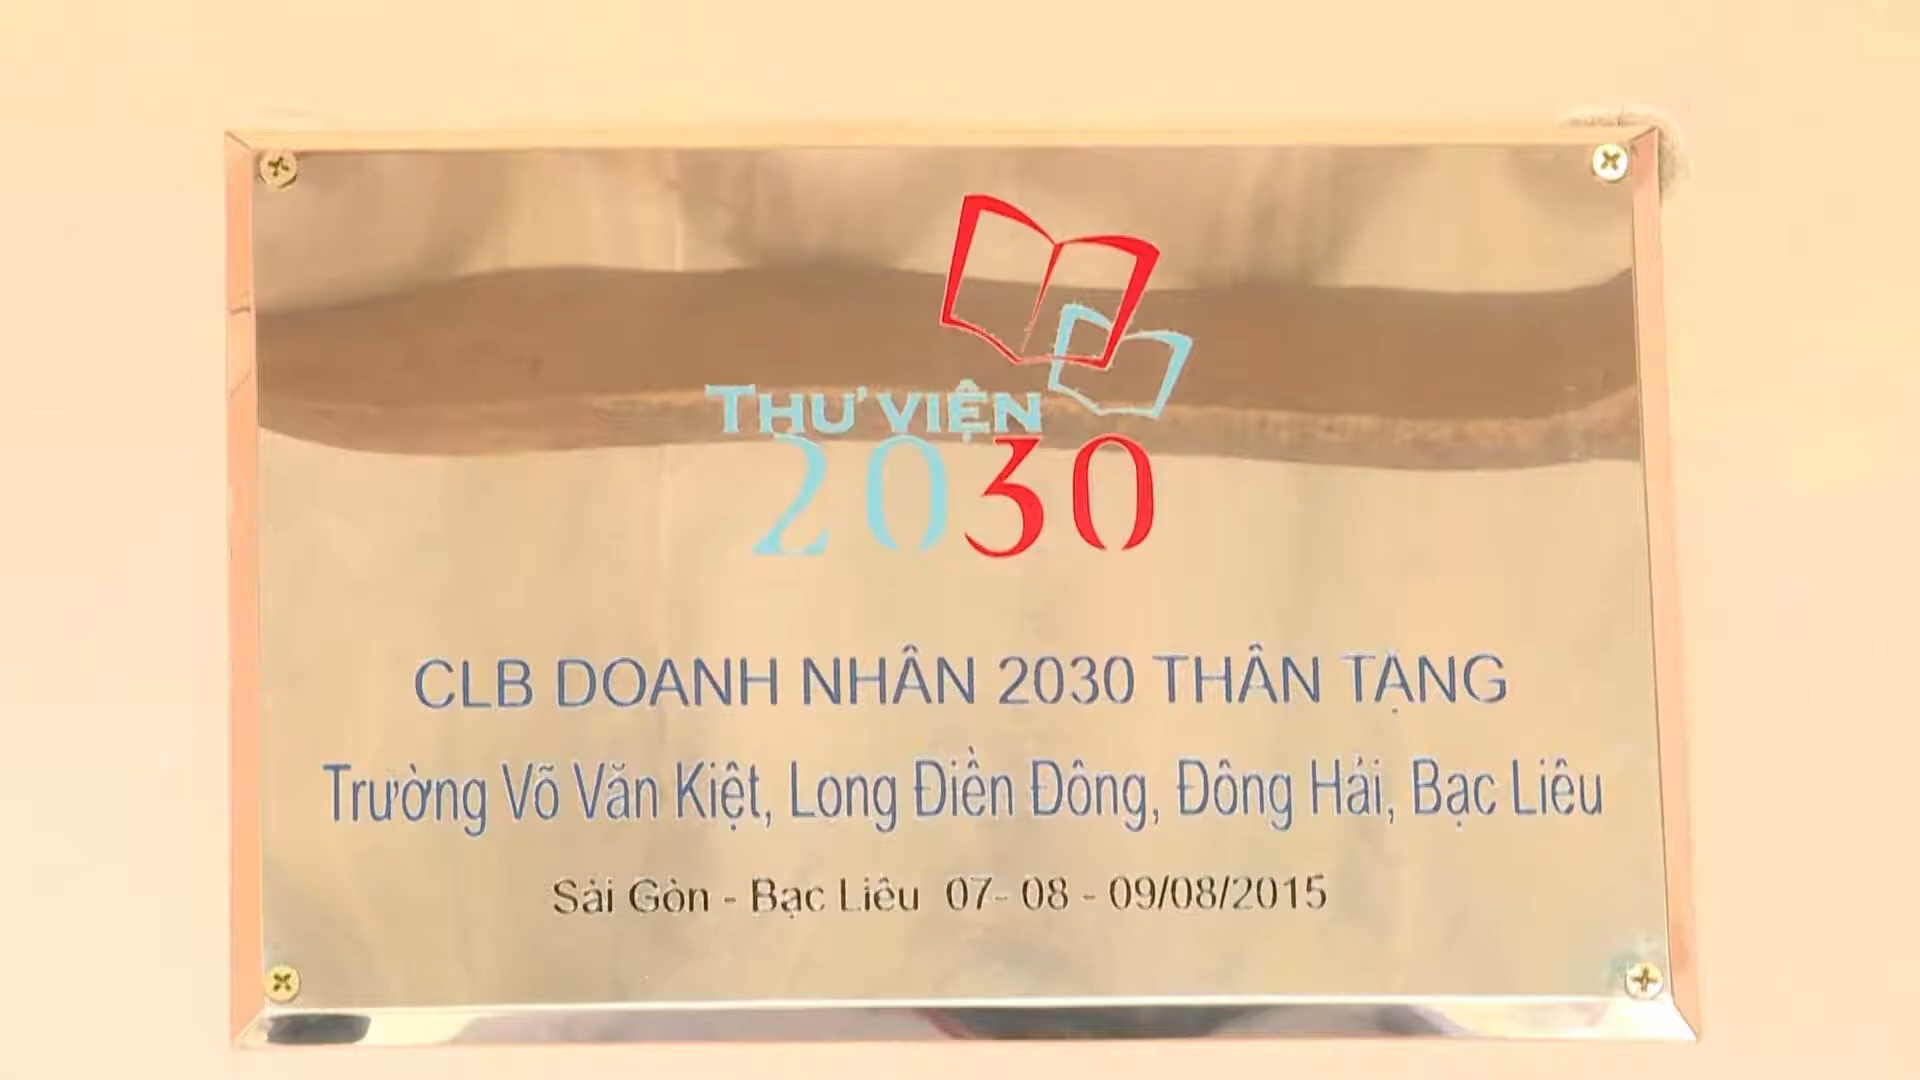 THƯ VIỆN
2030
CLB DOANH NHÂN 2030 THÂN TẶNG
Trường Võ Văn Kiệt, Long Điền Đông, Đông Hải, Bạc Liêu
Sài Gòn - Bạc Liêu 07- 08 - 09/08/2015